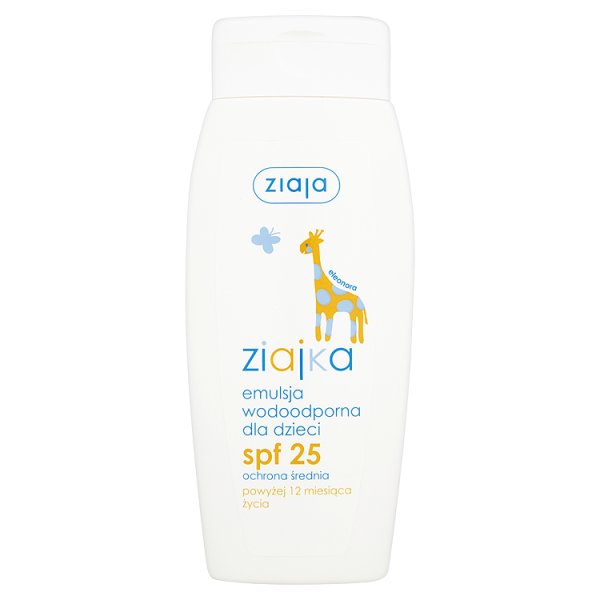 ziaja
eleonora
ziajka
emulsja
wodoodporna
dla dzieci
spf 25
ochrona średnia
powyżej 12 miesiąca
życia